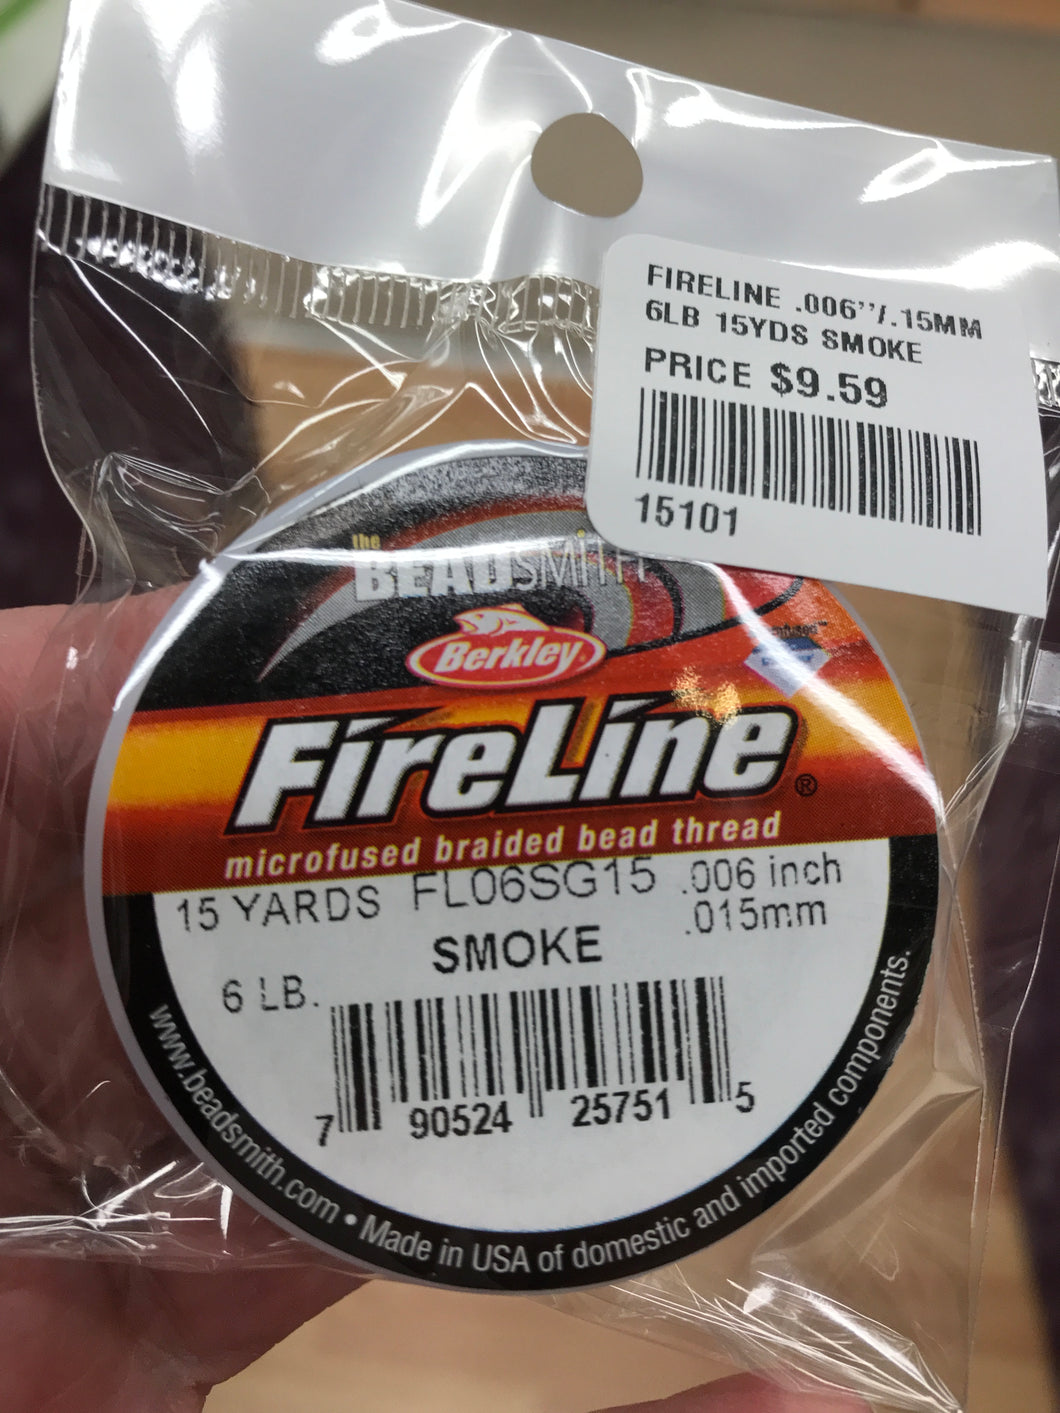 FIRELINE .006”/.15MM
6LB 15YDS SMOKE
PRICE $9.59
15101
the
BEADSMITH
Berkley
FireLine®
microfused braided bead thread
15 YARDS FL06SG15 .006 inch
.015mm
SMOKE
6 LB.
7 90524 25751 5
www.beadsmith.com • Made in USA of domestic and imported components.